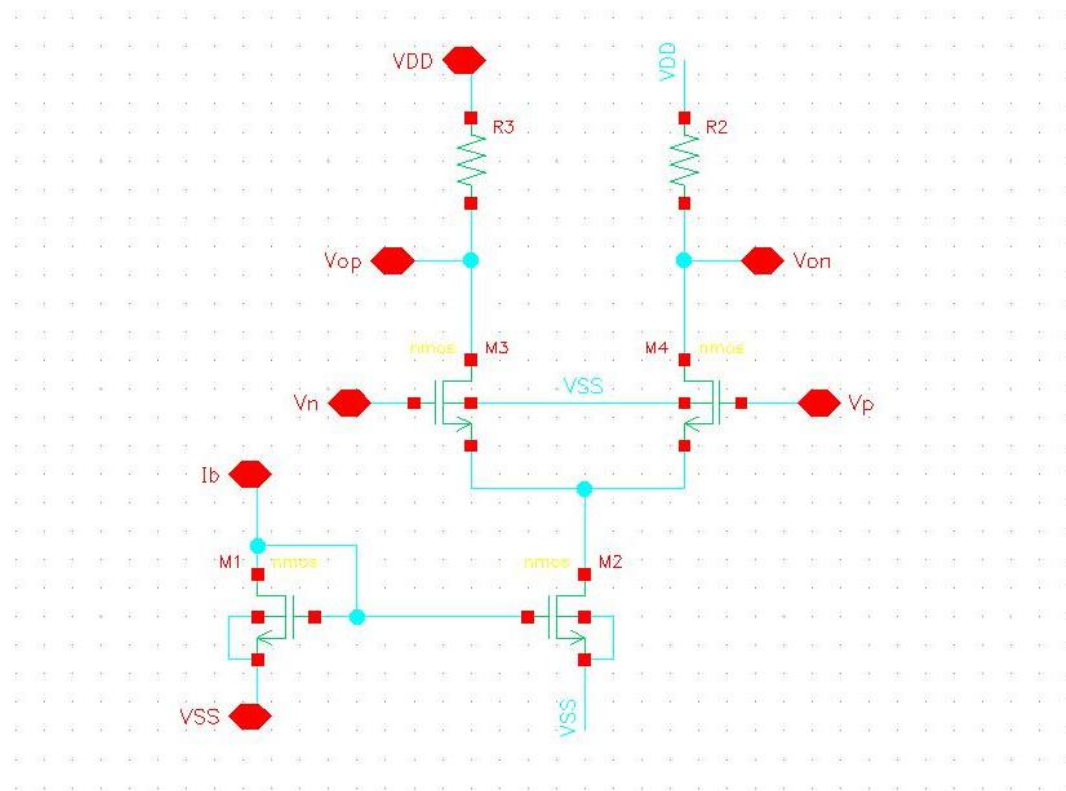 VDD
VDD
R3
R2
Vop
Von
nmos
M3
M4
nmos
VSS
Vn
Vp
Ib
M1
nmos
nmos
M2
VSS
VSS